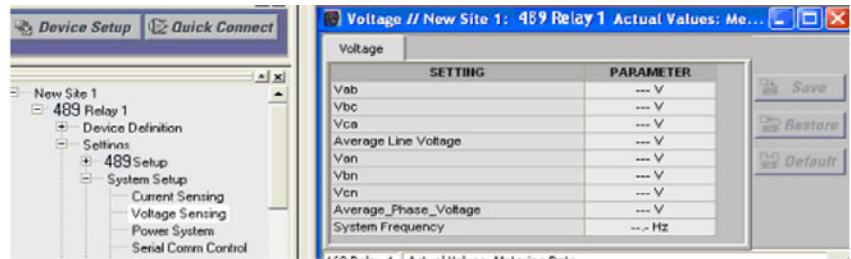 Device Setup Quick Connect
New Site 1
489 Relay 1
Device Definition
Settings
489 Setup
System Setup
Current Sensing
Voltage Sensing
Power System
Serial Comm Control
Voltage // New Site 1: 489 Relay 1 Actual Values: Me...
Voltage
SETTING PARAMETER
Vab --- V
Vbc --- V
Vca --- V
Average Line Voltage --- V
Van --- V
Vbn --- V
Vcn --- V
Average_Phase_Voltage --- V
System Frequency --.- Hz
Save
Restore
Default